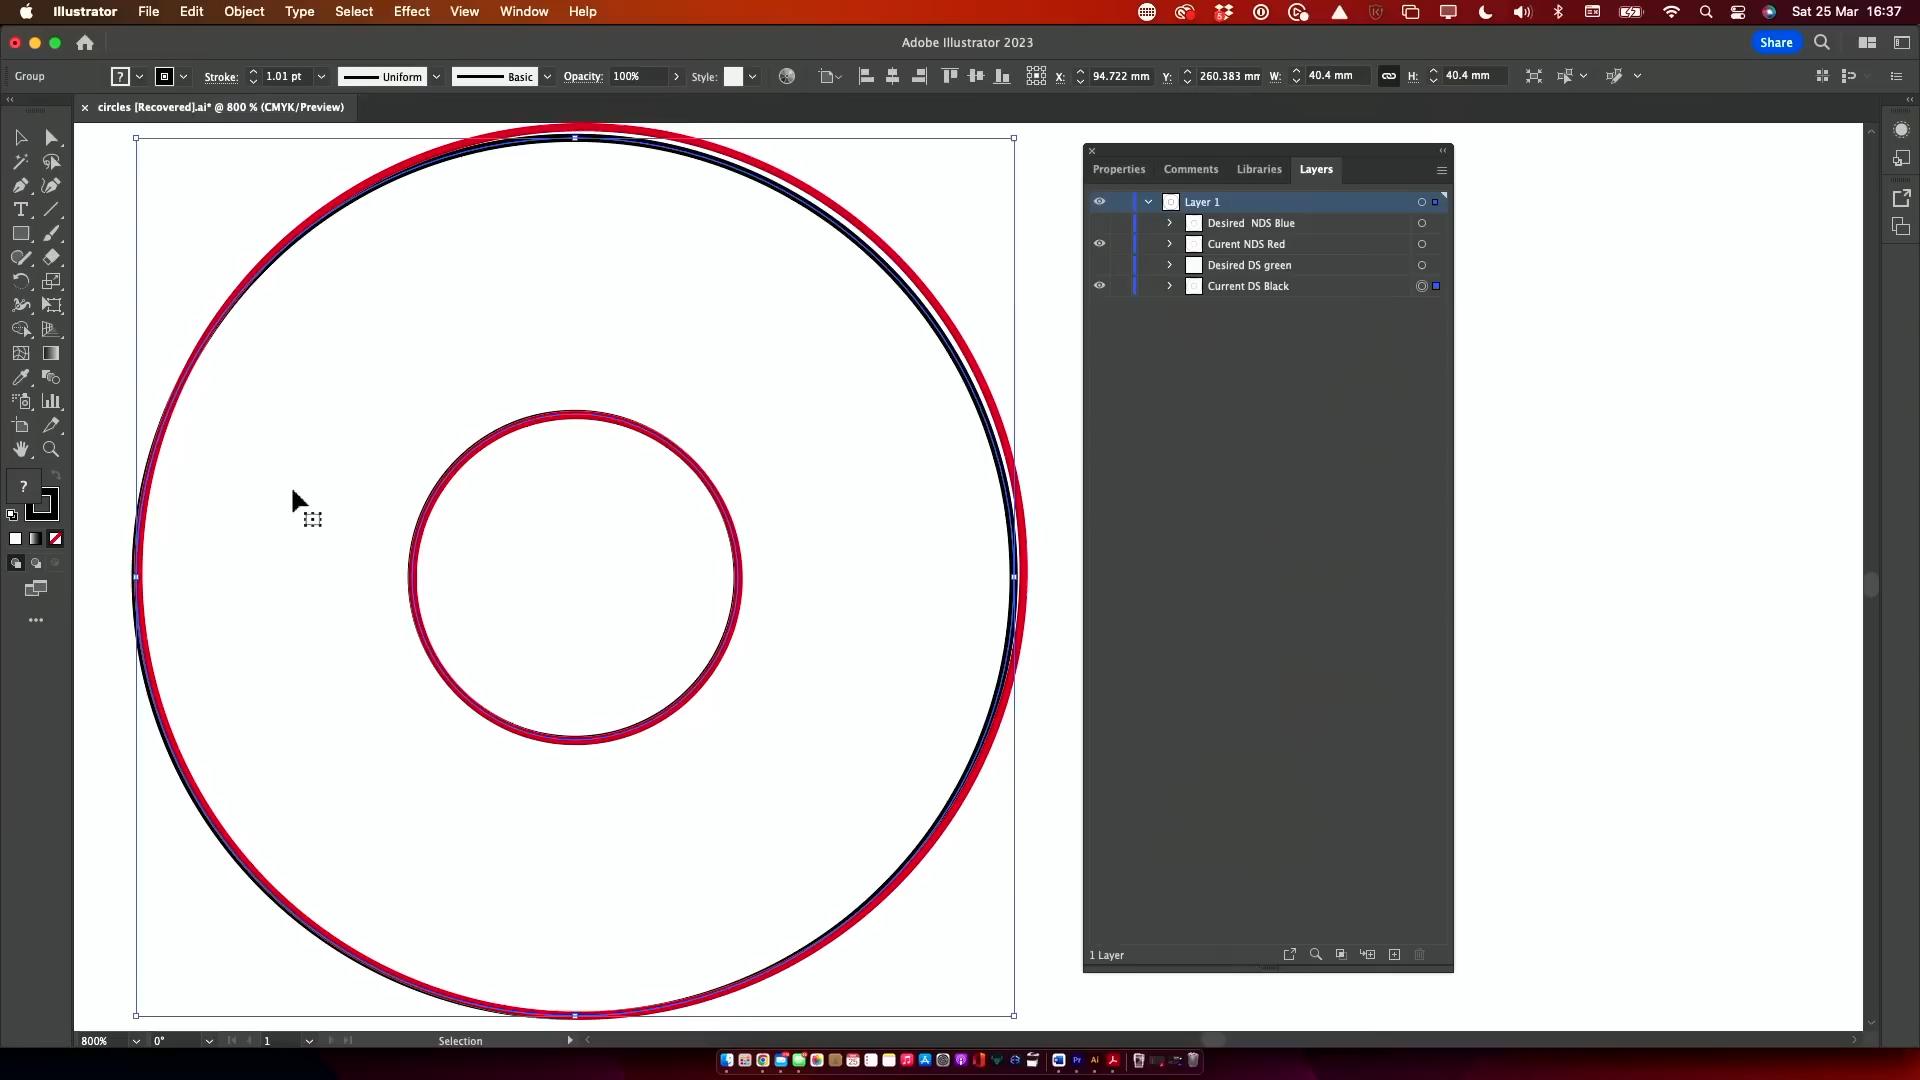 Illustrator File Edit Object Type Select Effect View Window Help Sat 25 Mar 16:37
Adobe Illustrator 2023 Share
Group ? Stroke: 1.01 pt Uniform Basic Opacity: 100% Style: X: 94.722 mm Y: 260.383 mm W: 40.4 mm H: 40.4 mm
circles [Recovered].ai* @ 800 % (CMYK/Preview)
Properties Comments Libraries Layers
Layer 1
Desired NDS Blue
Curent NDS Red
Desired DS green
Current DS Black
?
1 Layer
800% 0° 1 Selection